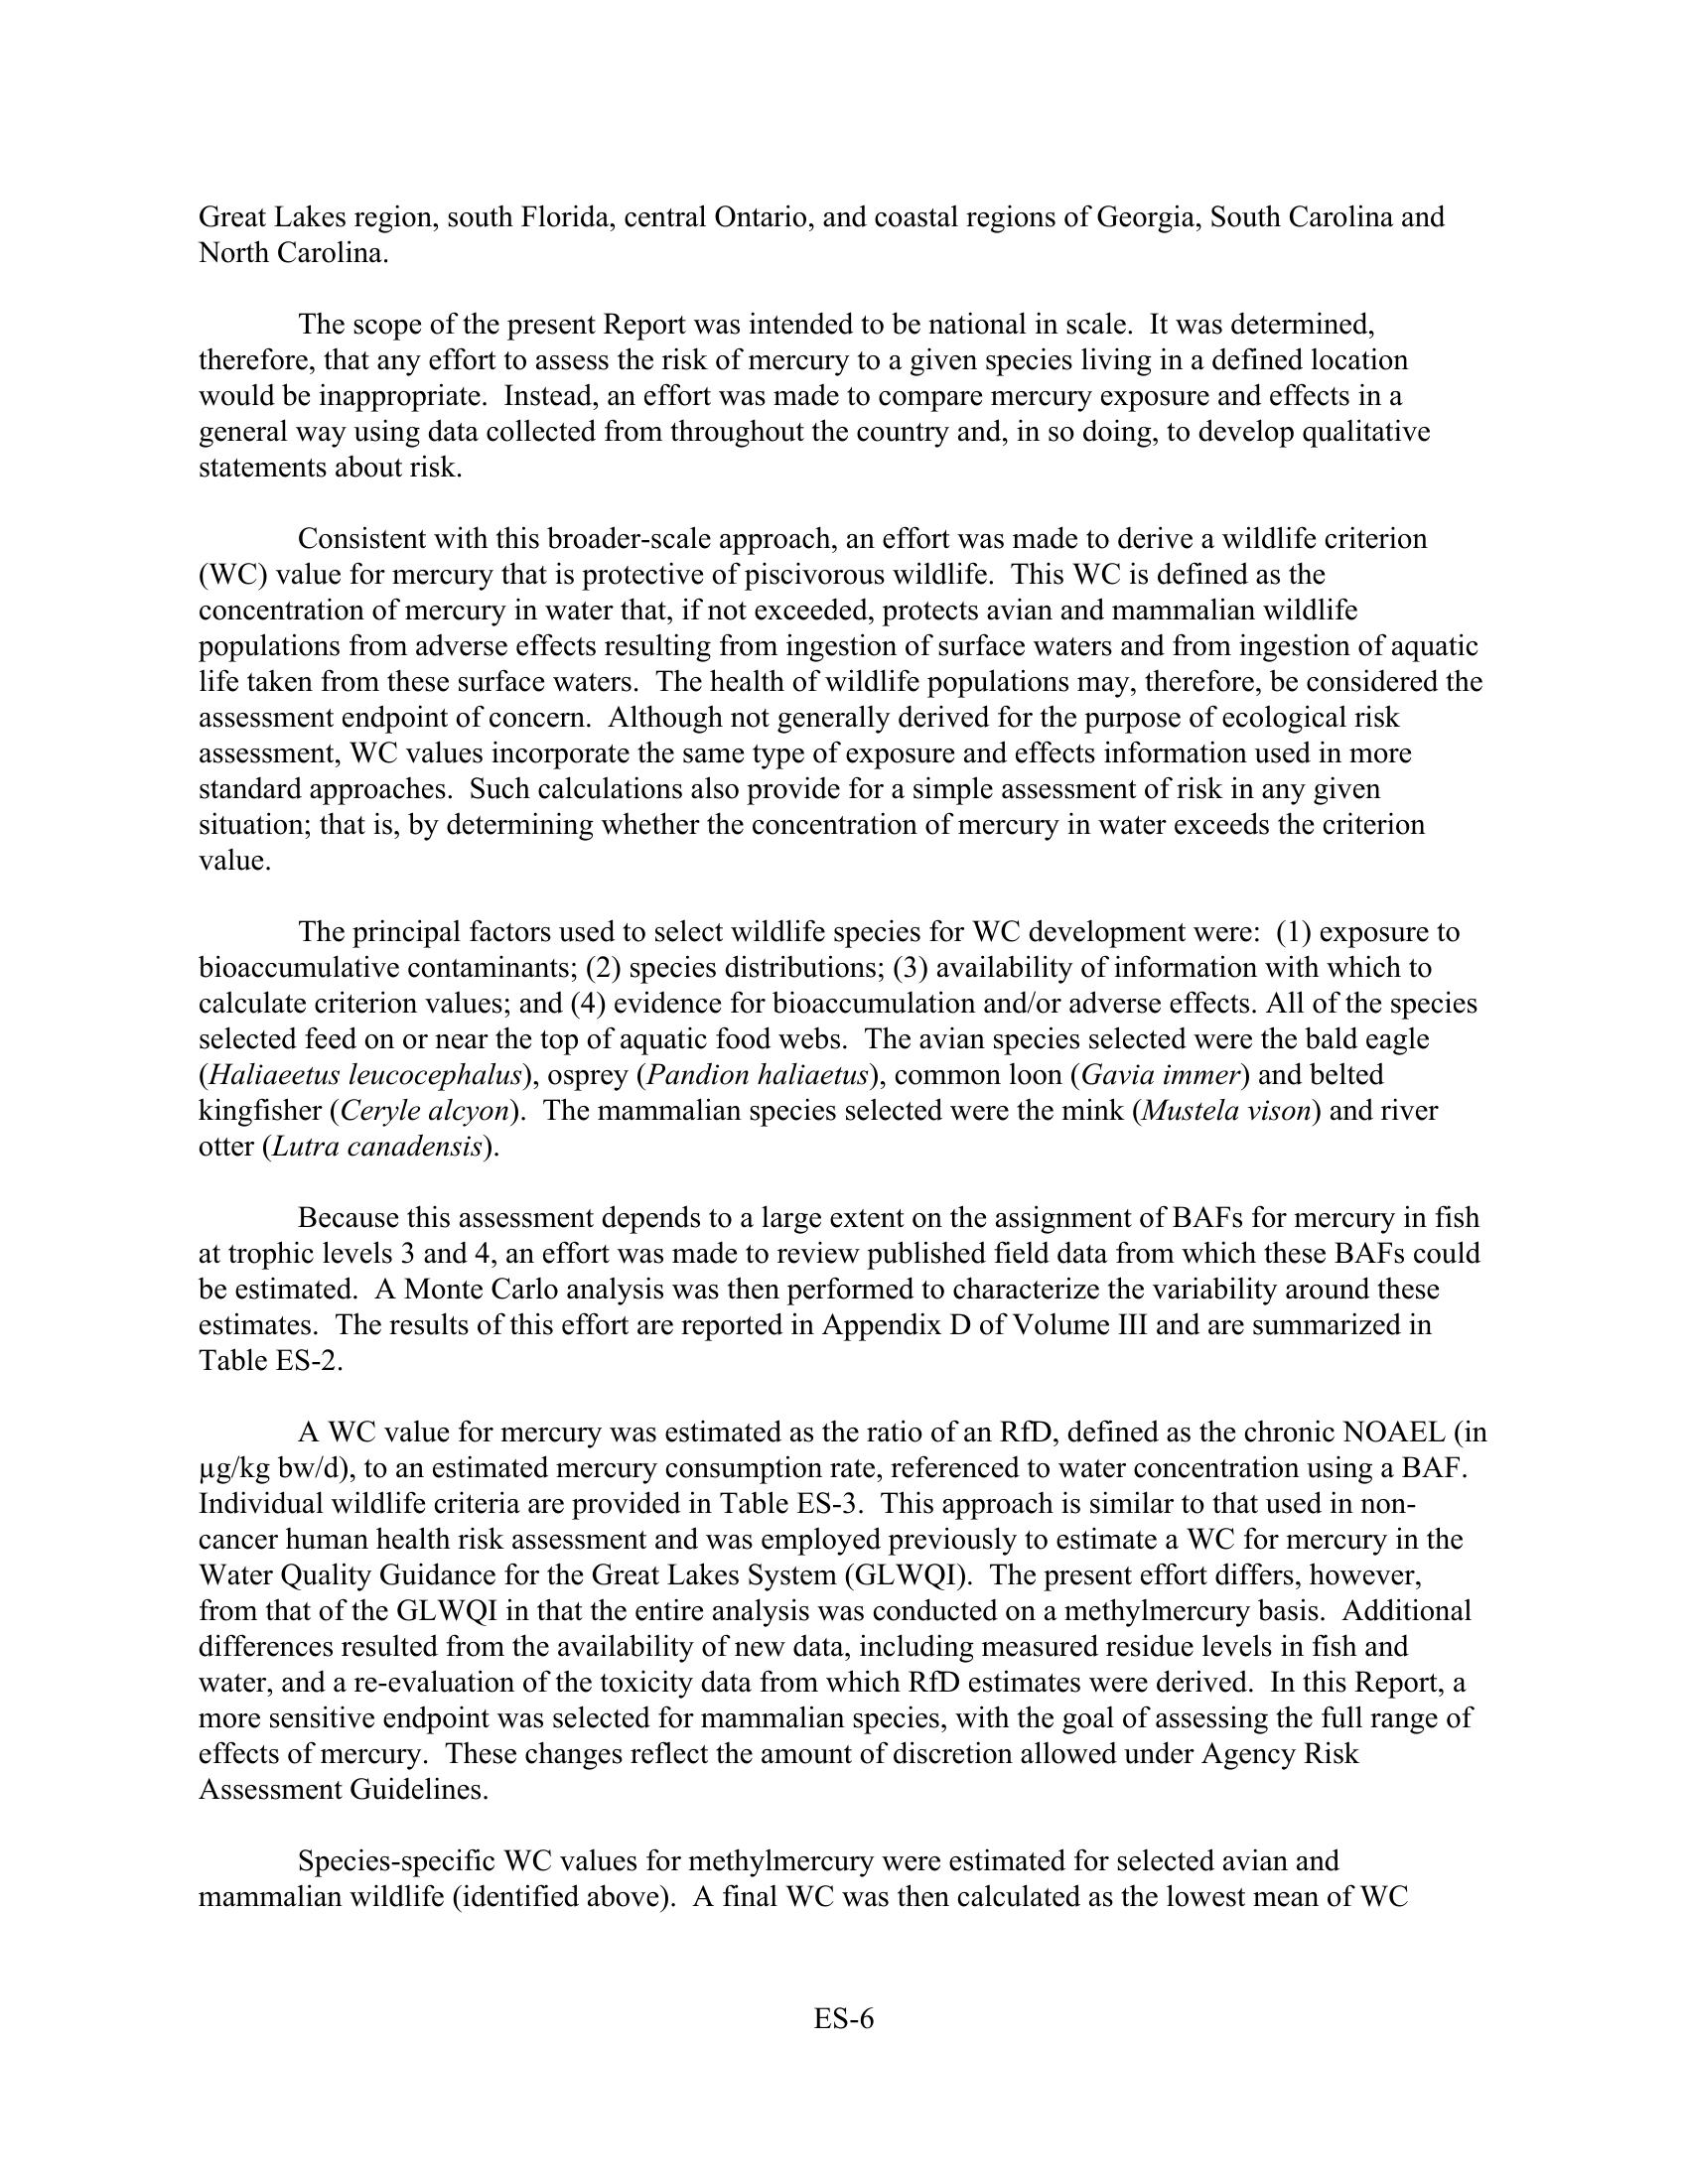 Great Lakes region, south Florida, central Ontario, and coastal regions of Georgia, South Carolina and
North Carolina.
The scope of the present Report was intended to be national in scale.  It was determined,
therefore, that any effort to assess the risk of mercury to a given species living in a defined location
would be inappropriate.  Instead, an effort was made to compare mercury exposure and effects in a
general way using data collected from throughout the country and, in so doing, to develop qualitative
statements about risk.
Consistent with this broader-scale approach, an effort was made to derive a wildlife criterion
(WC) value for mercury that is protective of piscivorous wildlife.  This WC is defined as the
concentration of mercury in water that, if not exceeded, protects avian and mammalian wildlife
populations from adverse effects resulting from ingestion of surface waters and from ingestion of aquatic
life taken from these surface waters.  The health of wildlife populations may, therefore, be considered the
assessment endpoint of concern.  Although not generally derived for the purpose of ecological risk
assessment, WC values incorporate the same type of exposure and effects information used in more
standard approaches.  Such calculations also provide for a simple assessment of risk in any given
situation; that is, by determining whether the concentration of mercury in water exceeds the criterion
value.
The principal factors used to select wildlife species for WC development were:  (1) exposure to
bioaccumulative contaminants; (2) species distributions; (3) availability of information with which to
calculate criterion values; and (4) evidence for bioaccumulation and/or adverse effects. All of the species
selected feed on or near the top of aquatic food webs.  The avian species selected were the bald eagle
(Haliaeetus leucocephalus), osprey (Pandion haliaetus), common loon (Gavia immer) and belted
kingfisher (Ceryle alcyon).  The mammalian species selected were the mink (Mustela vison) and river
otter (Lutra canadensis).
Because this assessment depends to a large extent on the assignment of BAFs for mercury in fish
at trophic levels 3 and 4, an effort was made to review published field data from which these BAFs could
be estimated.  A Monte Carlo analysis was then performed to characterize the variability around these
estimates.  The results of this effort are reported in Appendix D of Volume III and are summarized in
Table ES-2.
A WC value for mercury was estimated as the ratio of an RfD, defined as the chronic NOAEL (in
µg/kg bw/d), to an estimated mercury consumption rate, referenced to water concentration using a BAF.
Individual wildlife criteria are provided in Table ES-3.  This approach is similar to that used in non-
cancer human health risk assessment and was employed previously to estimate a WC for mercury in the
Water Quality Guidance for the Great Lakes System (GLWQI).  The present effort differs, however,
from that of the GLWQI in that the entire analysis was conducted on a methylmercury basis.  Additional
differences resulted from the availability of new data, including measured residue levels in fish and
water, and a re-evaluation of the toxicity data from which RfD estimates were derived.  In this Report, a
more sensitive endpoint was selected for mammalian species, with the goal of assessing the full range of
effects of mercury.  These changes reflect the amount of discretion allowed under Agency Risk
Assessment Guidelines.
Species-specific WC values for methylmercury were estimated for selected avian and
mammalian wildlife (identified above).  A final WC was then calculated as the lowest mean of WC
ES-6